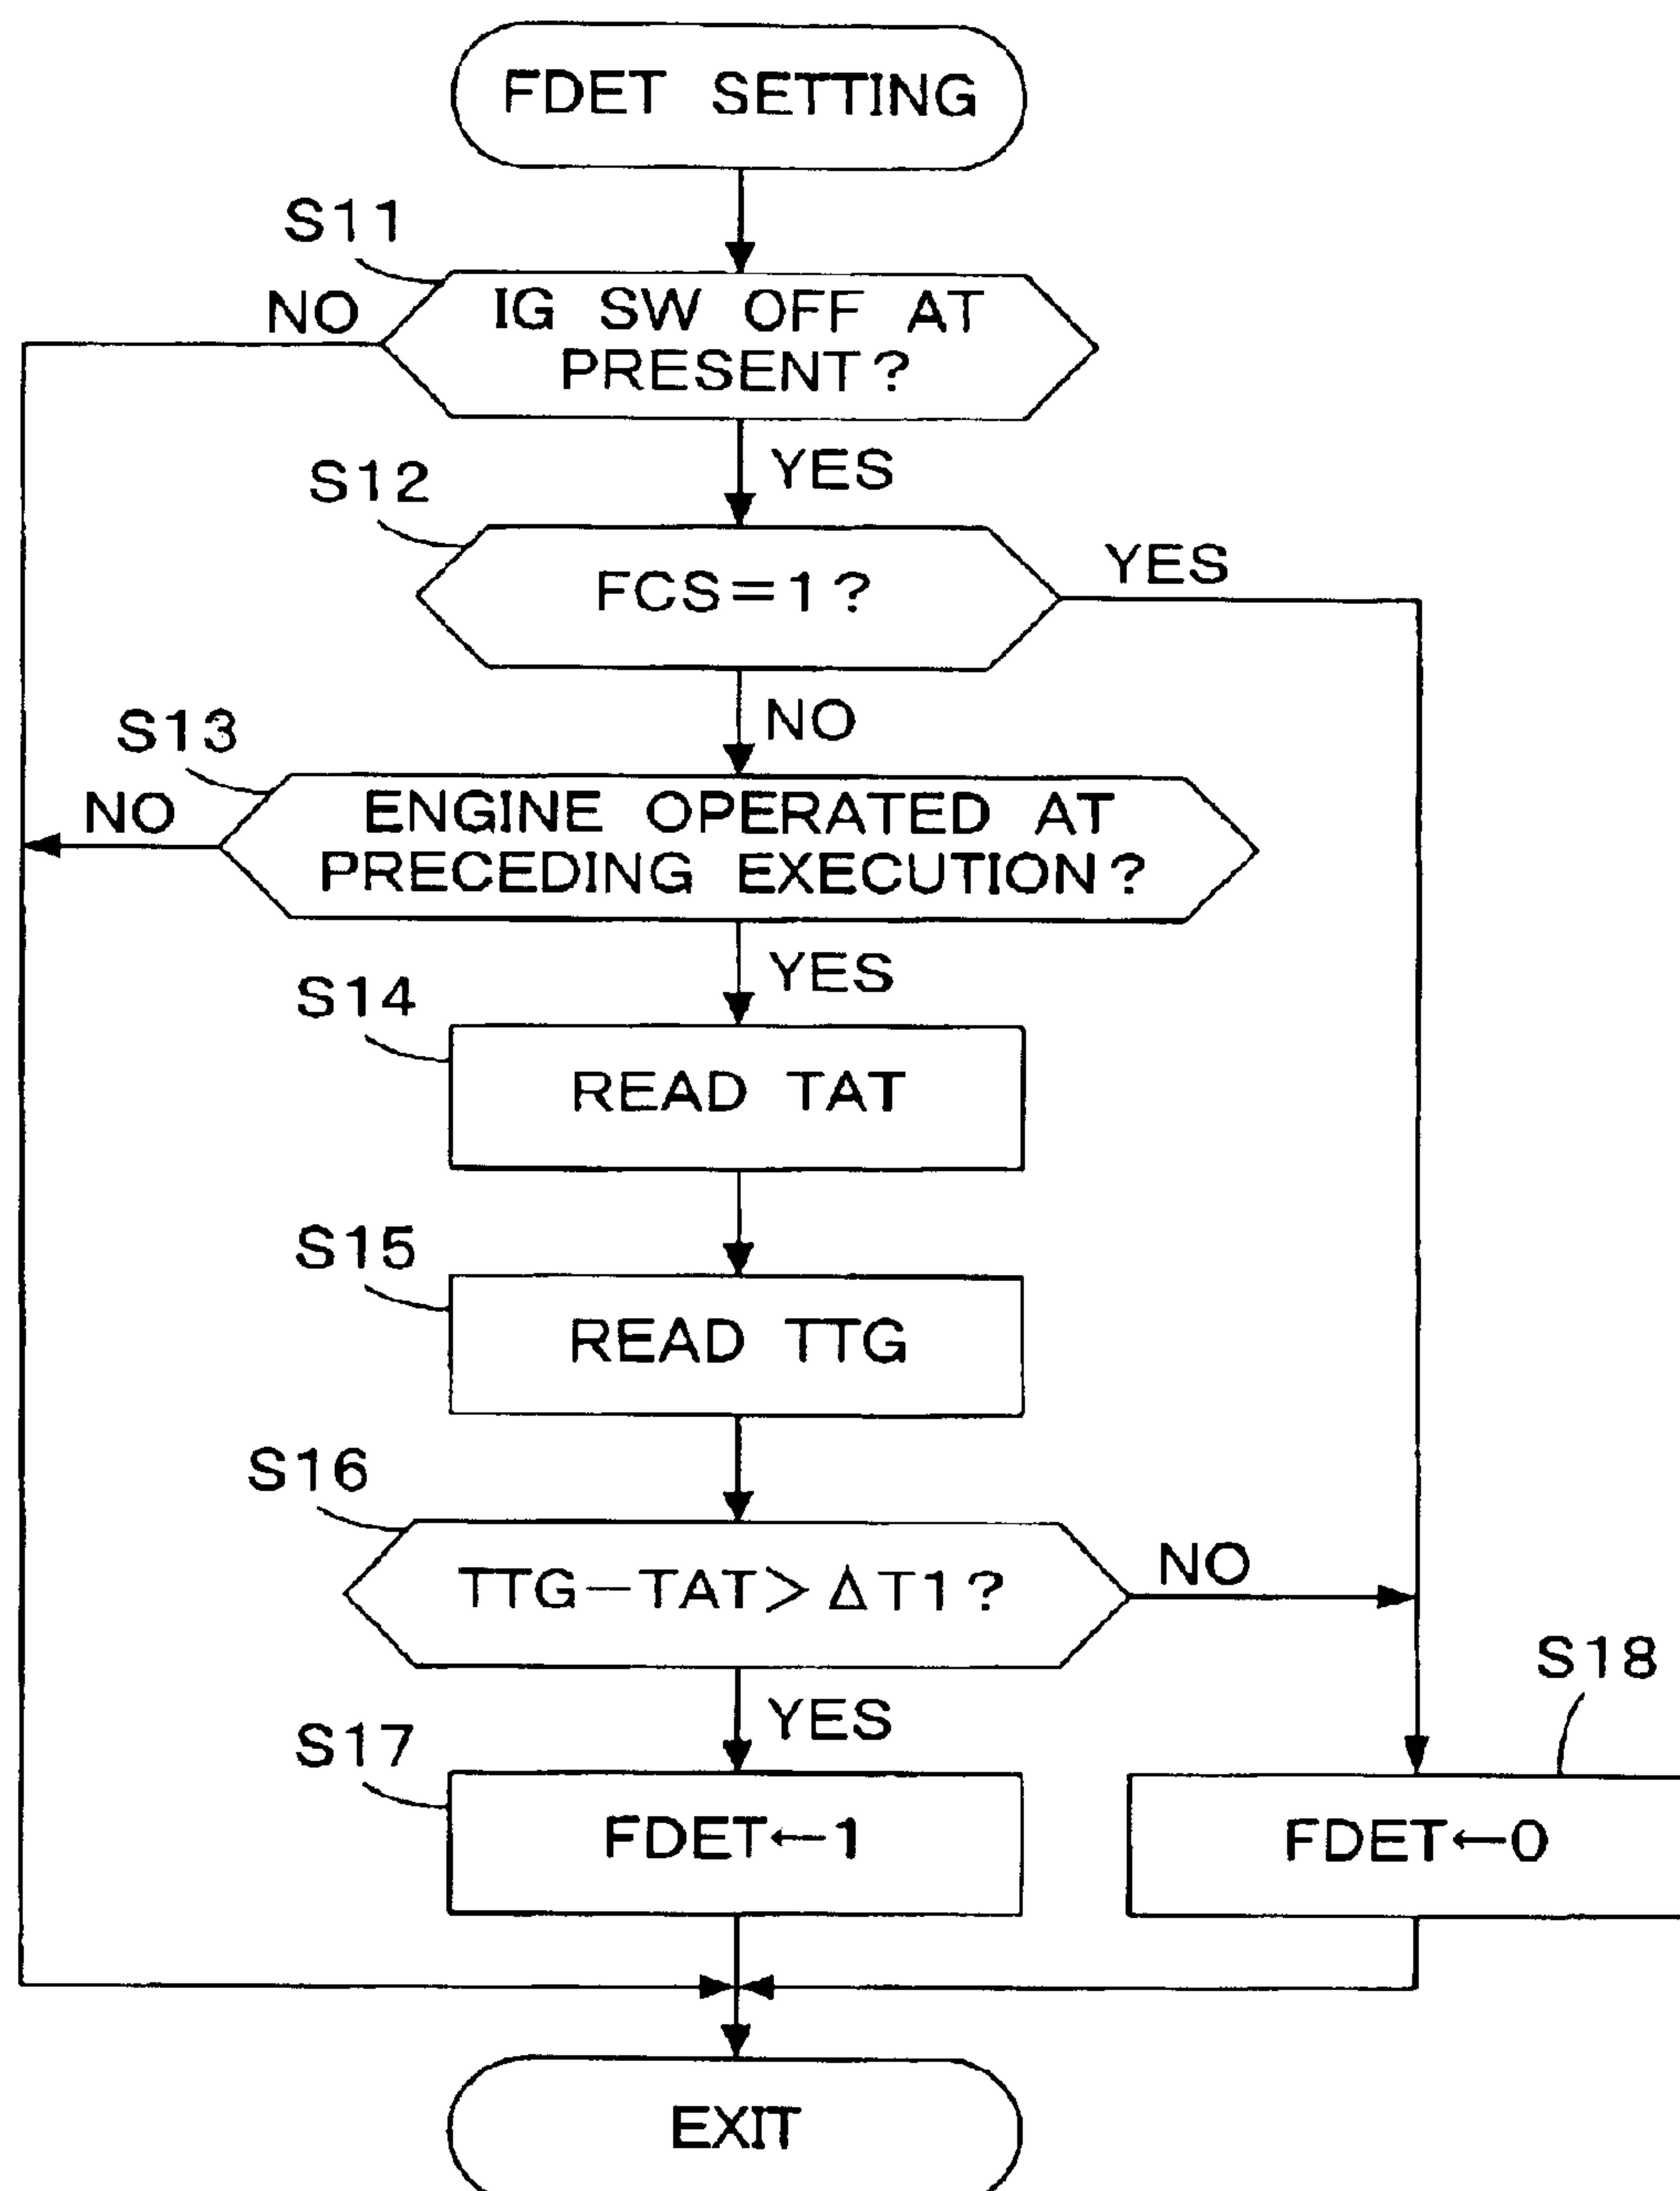 FDET SETTING
S11
NO
IG SW OFF AT
PRESENT?
YES
S12
FCS=1?
YES
NO
S13
NO
ENGINE OPERATED AT
PRECEDING EXECUTION?
YES
S14
READ TAT
S15
READ TTG
S16
TTG−TAT>ΔT1?
NO
YES
S17
FDET←1
S18
FDET←0
EXIT